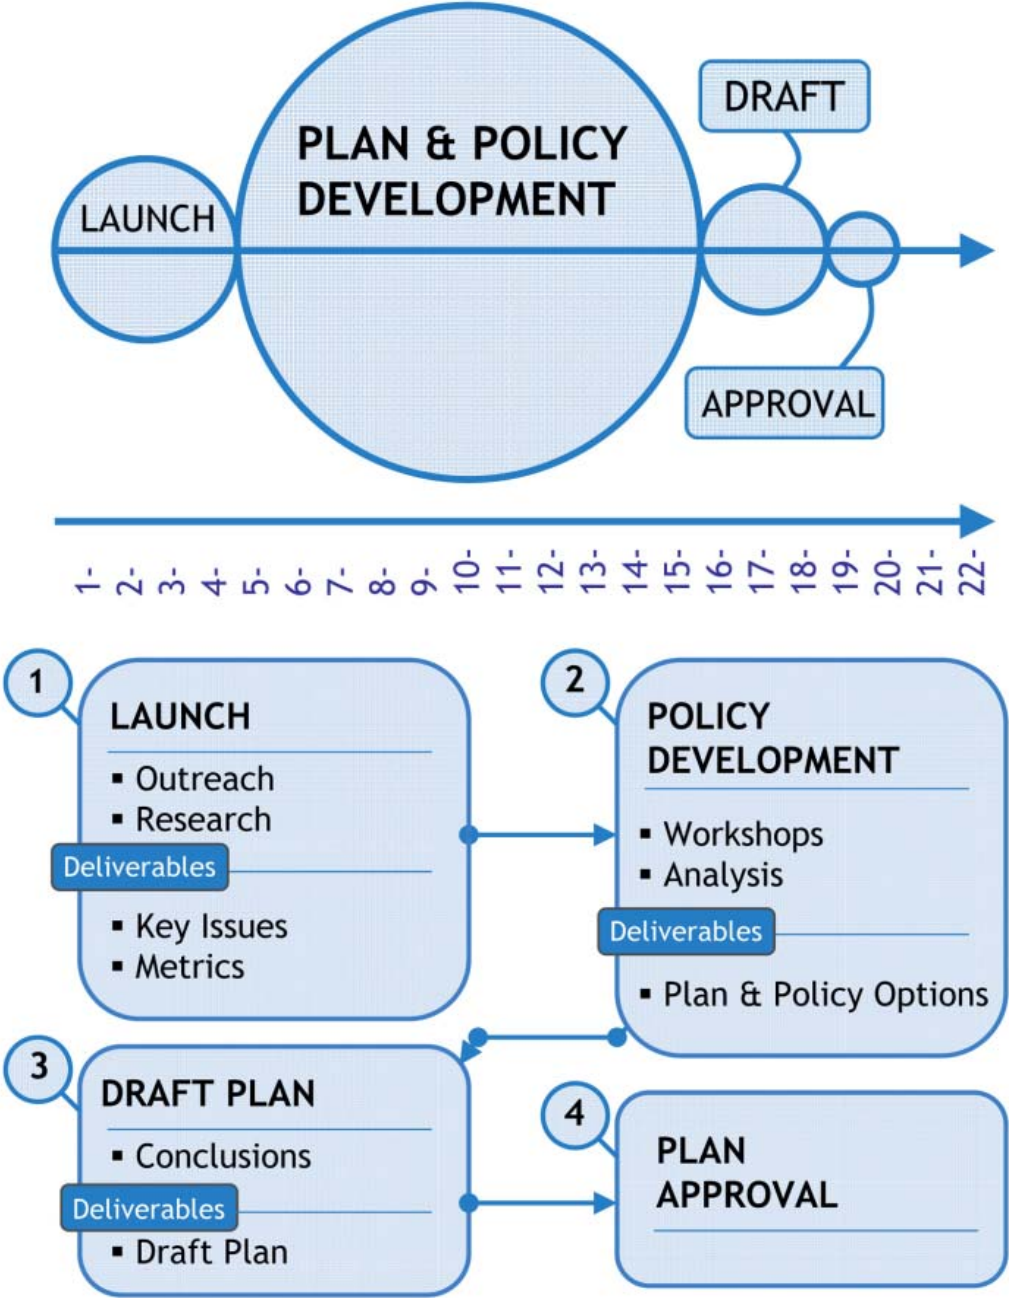 PLAN & POLICY
DEVELOPMENT
DRAFT
LAUNCH
APPROVAL
1-
2-
3-
4-
5-
6-
7-
8-
9-
10-
11-
12-
13-
14-
15-
16-
17-
18-
19-
20-
21-
22-
1
LAUNCH
▪ Outreach
▪ Research
Deliverables
▪ Key Issues
▪ Metrics
2
POLICY
DEVELOPMENT
▪ Workshops
▪ Analysis
Deliverables
▪ Plan & Policy Options
3
DRAFT PLAN
▪ Conclusions
Deliverables
▪ Draft Plan
4
PLAN
APPROVAL